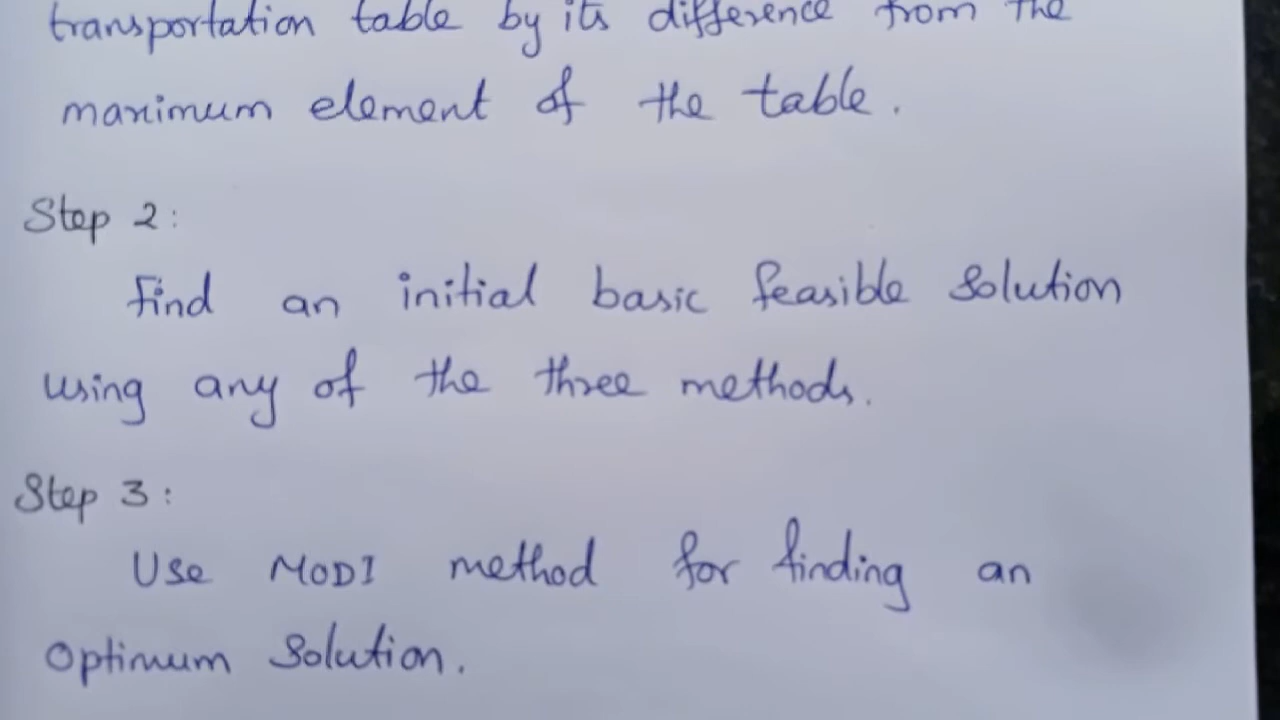 transportation table by its difference from the
maximum element of the table.
Step 2:
find an initial basic feasible solution
using any of the three methods.
Step 3:
Use MODI method for finding an
Optimum Solution.